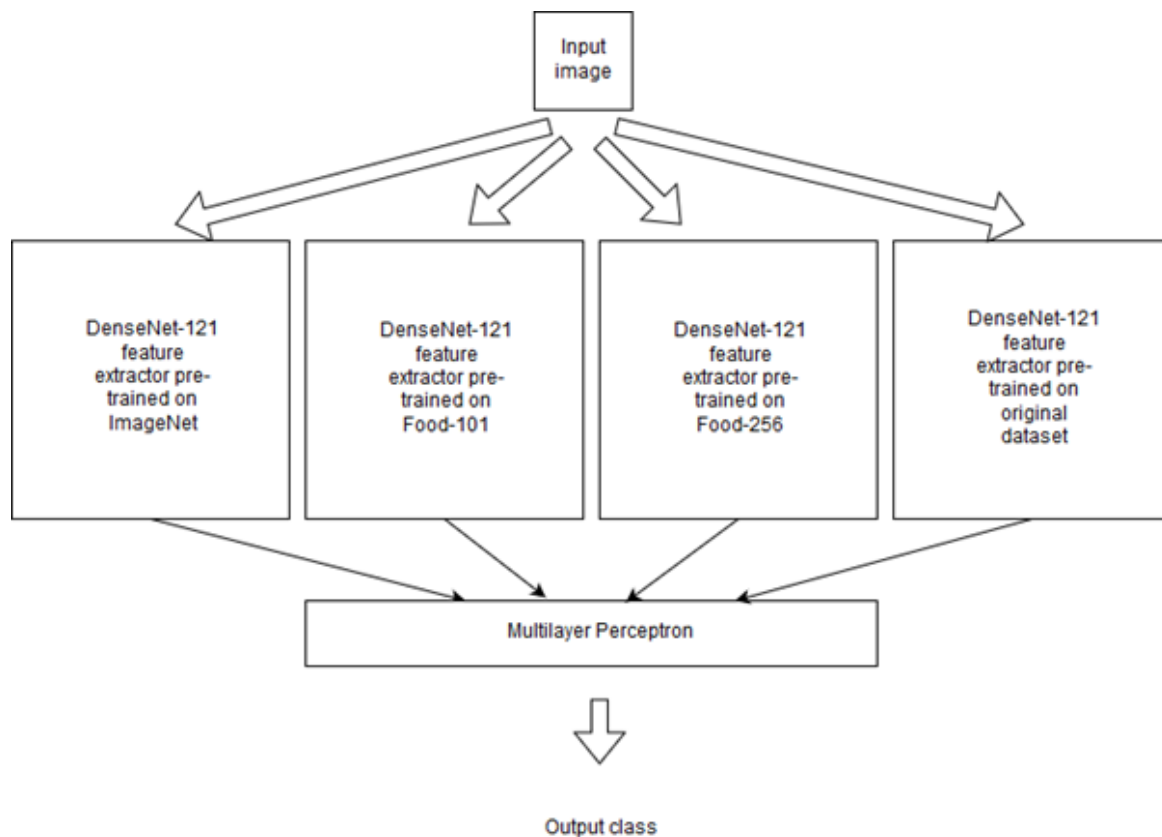 Input
image
DenseNet-121
feature
extractor pre-
trained on
ImageNet
DenseNet-121
feature
extractor pre-
trained on
Food-101
DenseNet-121
feature
extractor pre-
trained on
Food-256
DenseNet-121
feature
extractor pre-
trained on
original
dataset
Multilayer Perceptron
Output class